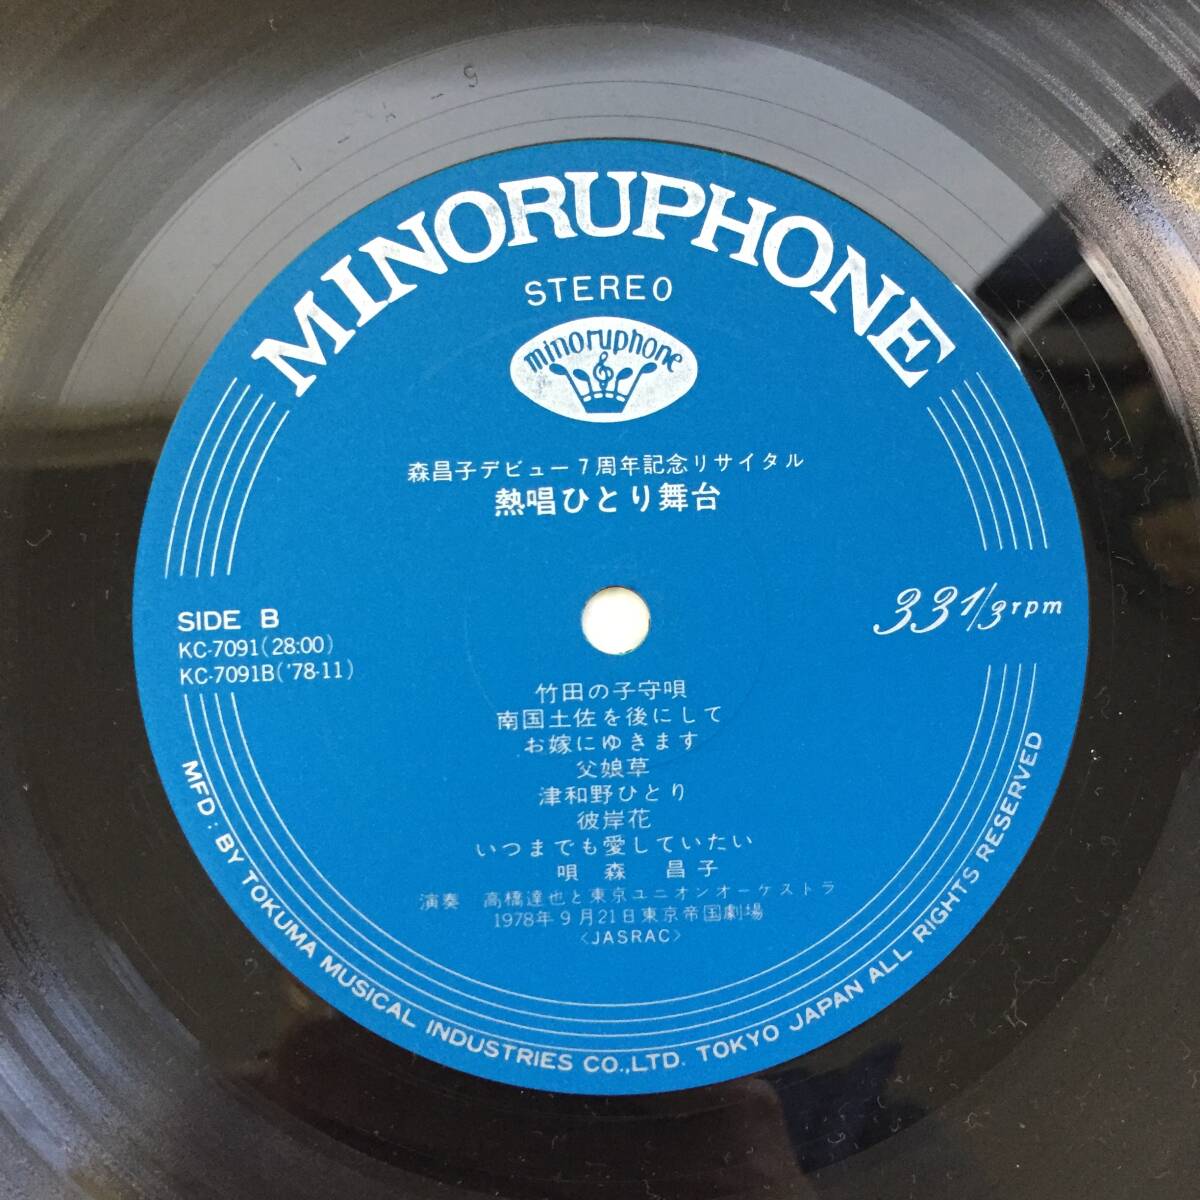 MINORUPHONE
STEREO
minoruphone
森昌子デビュー7周年記念リサイタル
熱唱ひとり舞台
SIDE B
KC-7091(28:00)
KC-7091B('78-11)
33 1/3 rpm
竹田の子守唄
南国土佐を後にして
お嫁にゆきます
父娘草
津和野ひとり
彼岸花
いつまでも愛していたい
唄 森 昌子
演奏 高橋達也と東京ユニオンオーケストラ
1978年9月21日東京帝国劇場
<JASRAC>
MFD: BY TOKUMA MUSICAL INDUSTRIES CO.,LTD. TOKYO JAPAN ALL RIGHTS RESERVED